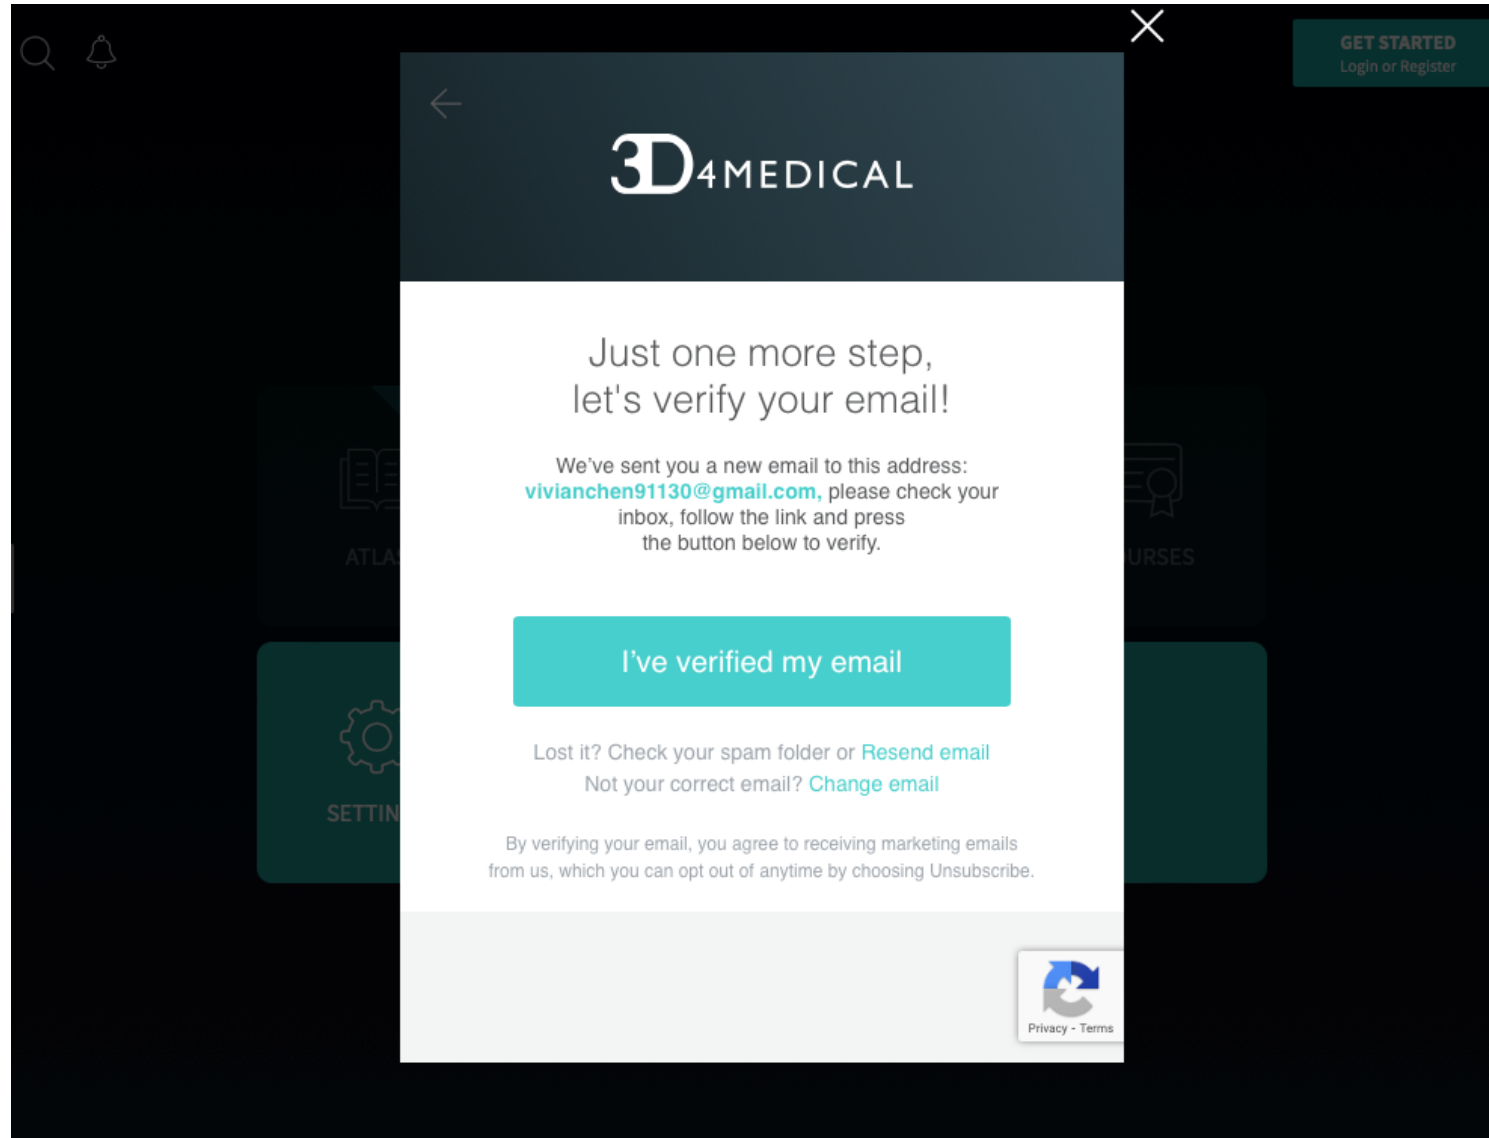 GET STARTED
Login or Register
3D4MEDICAL
Just one more step,
let's verify your email!
We've sent you a new email to this address:
vivianchen91130@gmail.com, please check your
inbox, follow the link and press
the button below to verify.
I've verified my email
Lost it? Check your spam folder or Resend email
Not your correct email? Change email
By verifying your email, you agree to receiving marketing emails
from us, which you can opt out of anytime by choosing Unsubscribe.
ATLAS
URSES
SETTIN
Privacy - Terms